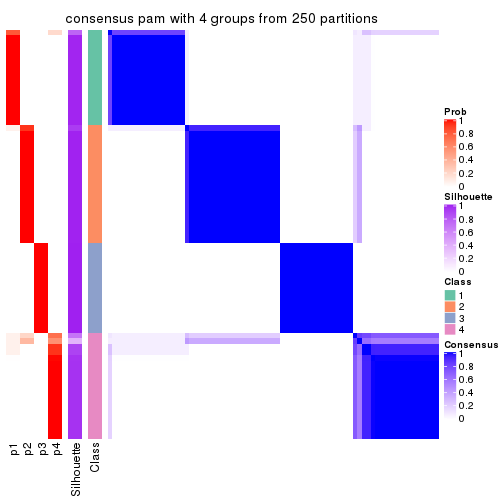 consensus pam with 4 groups from 250 partitions
Prob
1
0.8
0.6
0.4
0.2
0
Silhouette
1
0.8
0.6
0.4
0.2
0
Class
1
2
3
4
Consensus
1
0.8
0.6
0.4
0.2
0
p1
p2
p3
p4
Silhouette
Class